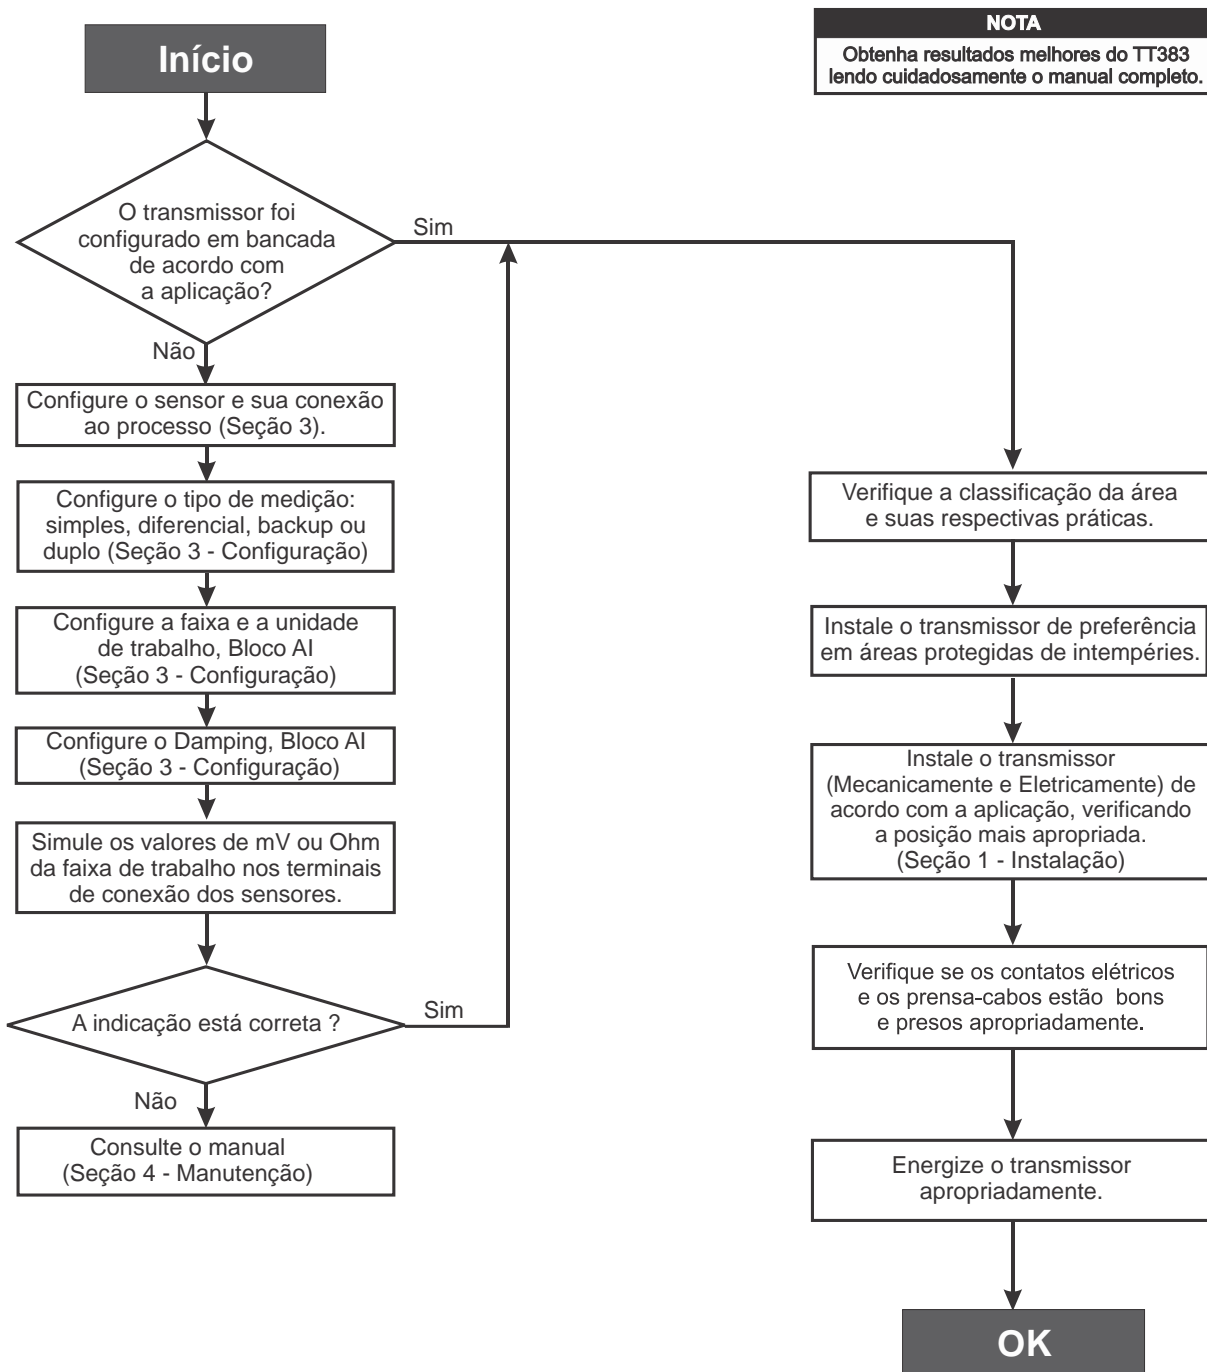 Início
NOTA
Obtenha resultados melhores do TT383
lendo cuidadosamente o manual completo.
O transmissor foi
configurado em bancada
de acordo com
a aplicação?
Sim
Não
Configure o sensor e sua conexão
ao processo (Seção 3).
Configure o tipo de medição:
simples, diferencial, backup ou
duplo (Seção 3 - Configuração)
Configure a faixa e a unidade
de trabalho, Bloco AI
(Seção 3 - Configuração)
Configure o Damping, Bloco AI
(Seção 3 - Configuração)
Simule os valores de mV ou Ohm
da faixa de trabalho nos terminais
de conexão dos sensores.
A indicação está correta ?
Sim
Não
Consulte o manual
(Seção 4 - Manutenção)
Verifique a classificação da área
e suas respectivas práticas.
Instale o transmissor de preferência
em áreas protegidas de intempéries.
Instale o transmissor
(Mecanicamente e Eletricamente) de
acordo com a aplicação, verificando
a posição mais apropriada.
(Seção 1 - Instalação)
Verifique se os contatos elétricos
e os prensa-cabos estão bons
e presos apropriadamente.
Energize o transmissor
apropriadamente.
OK